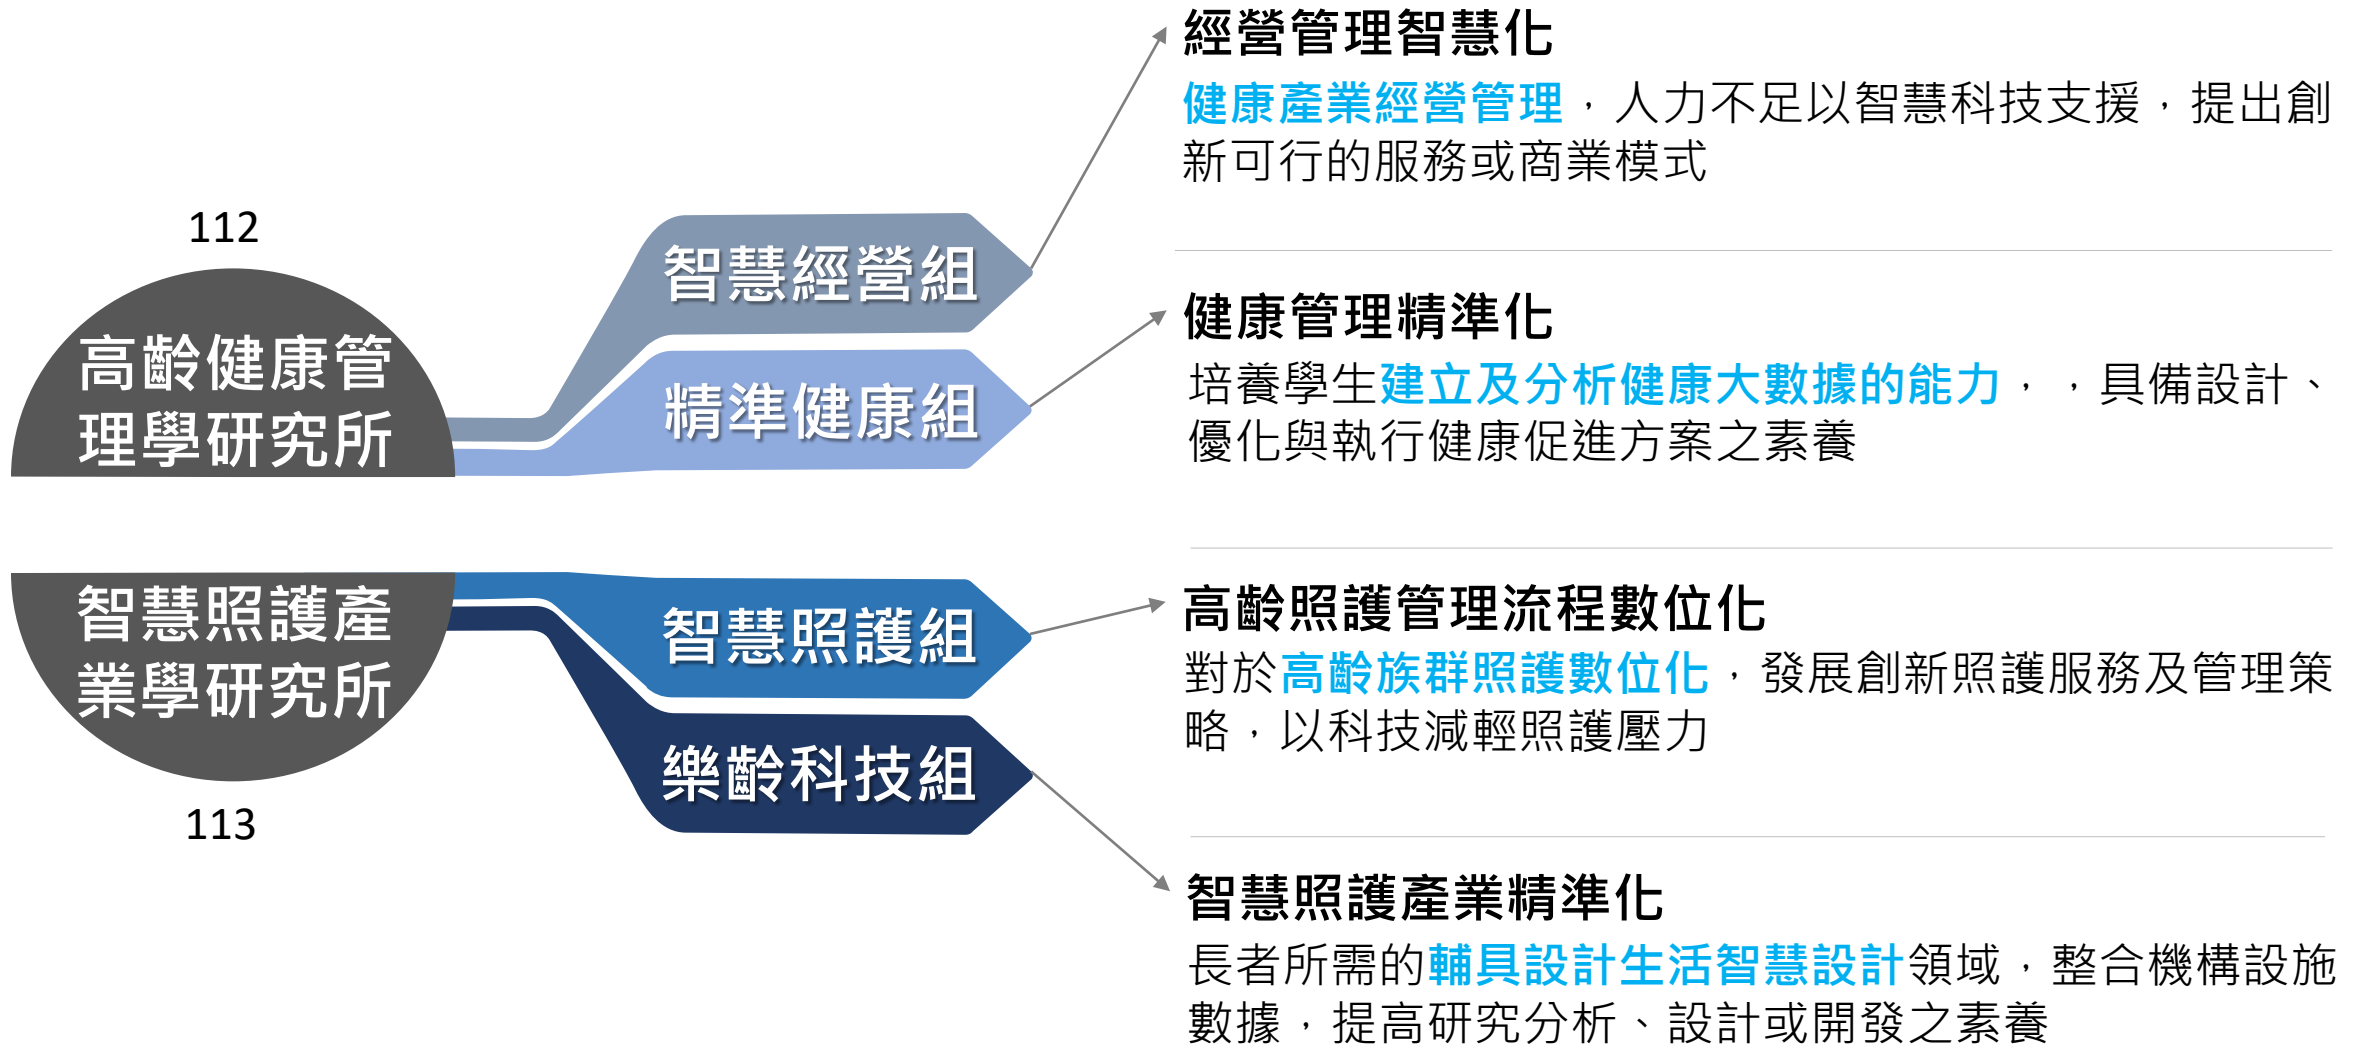 112
高齡健康管
理學研究所
智慧經營組
精準健康組
經營管理智慧化
健康產業經營管理，人力不足以智慧科技支援，提出創
新可行的服務或商業模式
健康管理精準化
培養學生建立及分析健康大數據的能力，，具備設計、
優化與執行健康促進方案之素養
智慧照護產
業學研究所
113
智慧照護組
樂齡科技組
高齡照護管理流程數位化
對於高齡族群照護數位化，發展創新照護服務及管理策
略，以科技減輕照護壓力
智慧照護產業精準化
長者所需的輔具設計生活智慧設計領域，整合機構設施
數據，提高研究分析、設計或開發之素養